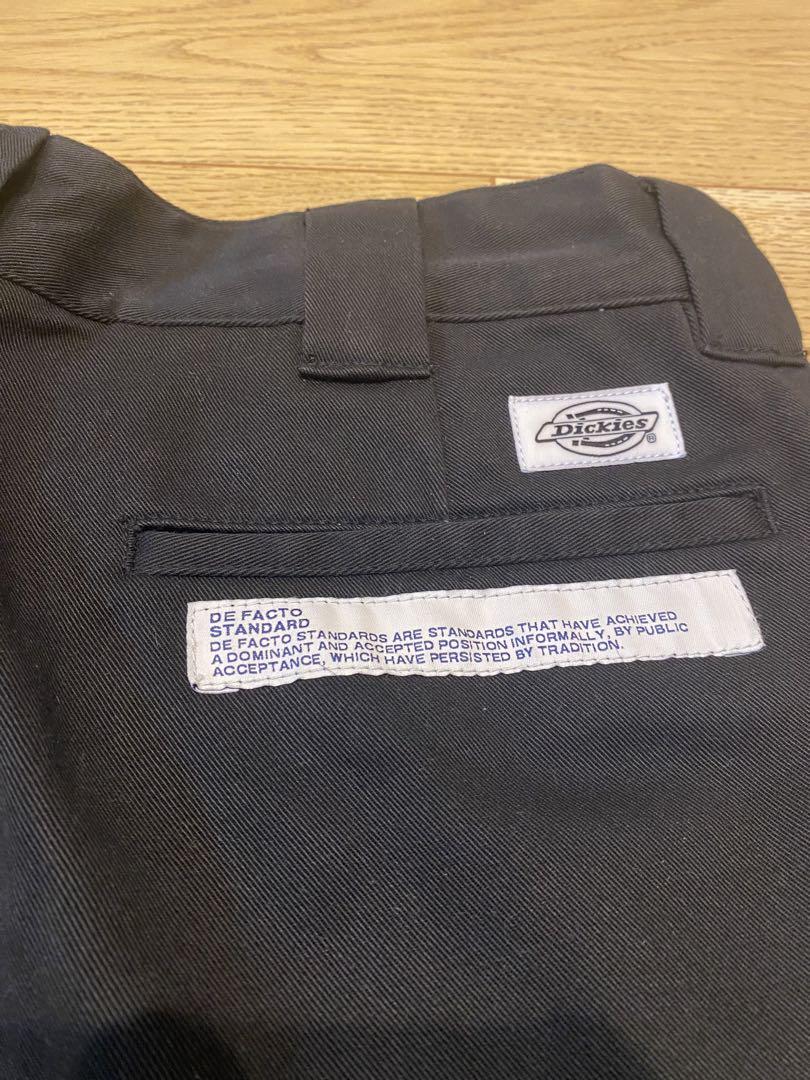 Dickies®
DE FACTO
STANDARD
DE FACTO STANDARDS ARE STANDARDS THAT HAVE ACHIEVED
A DOMINANT AND ACCEPTED POSITION INFORMALLY, BY PUBLIC
ACCEPTANCE, WHICH HAVE PERSISTED BY TRADITION.